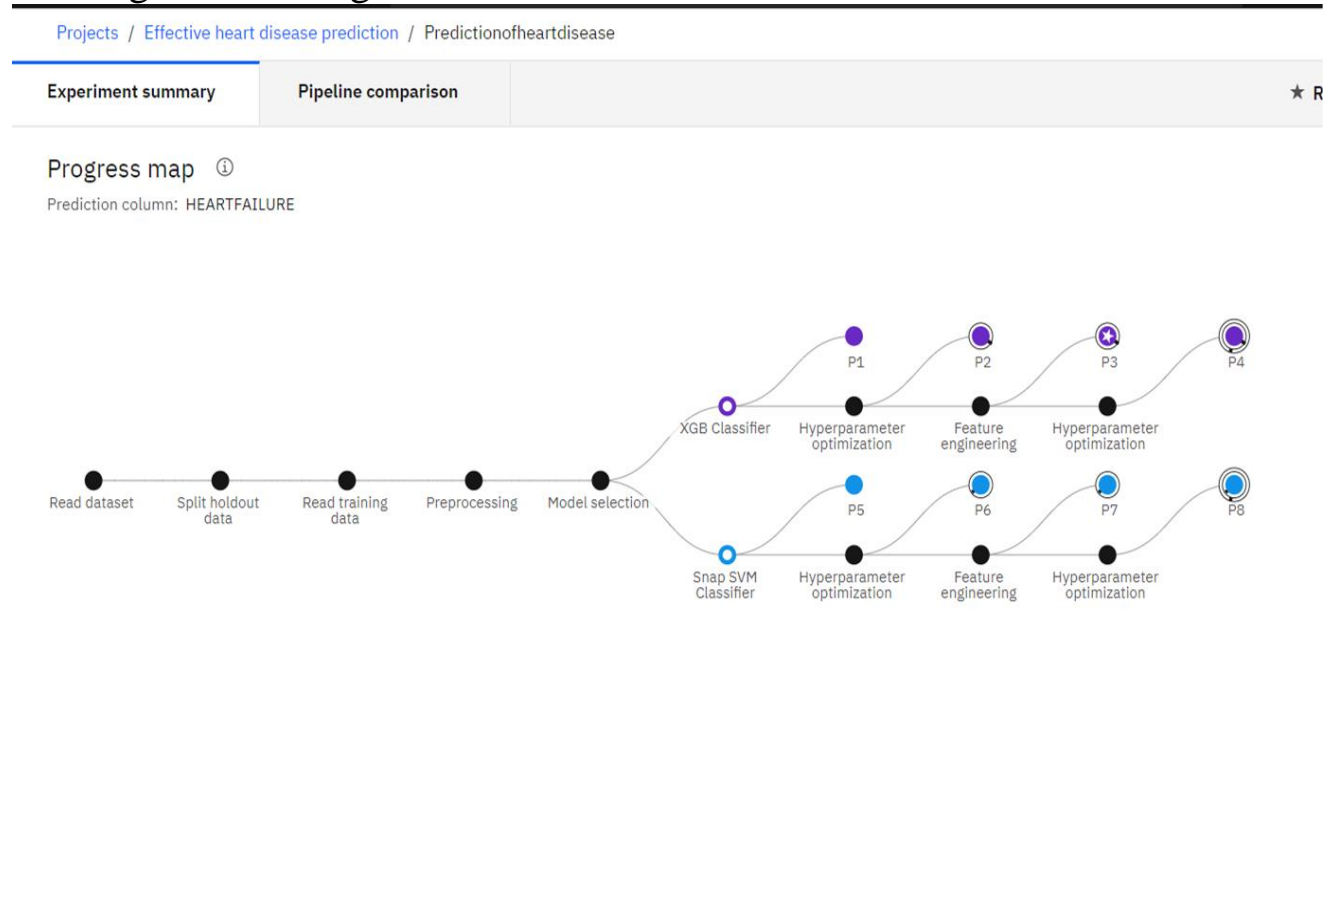 Projects / Effective heart disease prediction / Predictionofheartdisease
Experiment summary
Pipeline comparison
★ R
Progress map
Prediction column: HEARTFAILURE
P1
P2
P3
P4
XGB Classifier
Hyperparameter
optimization
Feature
engineering
Hyperparameter
optimization
Read dataset
Split holdout
data
Read training
data
Preprocessing
Model selection
P5
P6
P7
P8
Snap SVM
Classifier
Hyperparameter
optimization
Feature
engineering
Hyperparameter
optimization